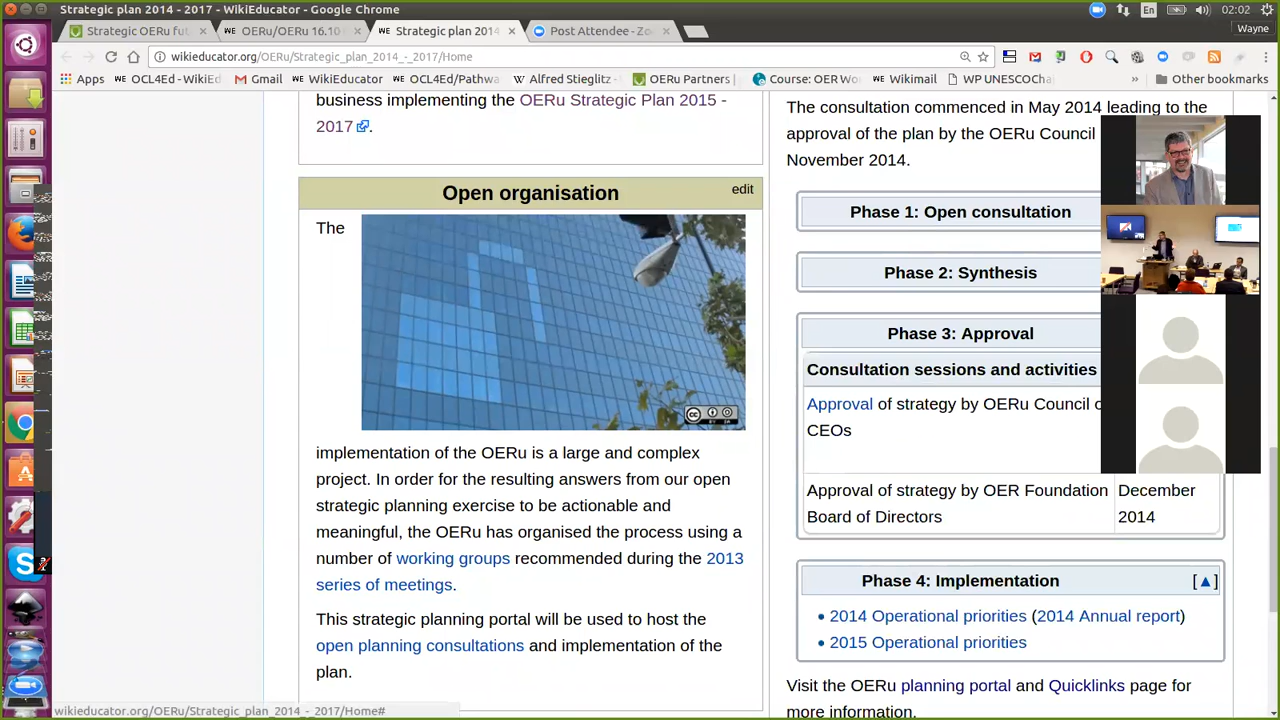 Strategic plan 2014 - 2017 - WikiEducator - Google Chrome
En
02:02
Strategic OERu fut
OERu/OERu 16.10
Strategic plan 2014
Post Attendee - Zo
Wayne
wikieducator.org/OERu/Strategic_plan_2014_-_2017/Home
Apps
OCL4Ed - WikiEd
Gmail
WikiEducator
OCL4Ed/Pathwa
Alfred Stieglitz -
OERu Partners |
Course: OER Wo
Wikimail
WP UNESCOCha
»
Other bookmarks
business implementing the OERu Strategic Plan 2015 -
2017.
Open organisation
edit
The
implementation of the OERu is a large and complex
project. In order for the resulting answers from our open
strategic planning exercise to be actionable and
meaningful, the OERu has organised the process using a
number of working groups recommended during the 2013
series of meetings.
This strategic planning portal will be used to host the
open planning consultations and implementation of the
plan.
The consultation commenced in May 2014 leading to the
approval of the plan by the OERu Council
November 2014.
Phase 1: Open consultation
Phase 2: Synthesis
Phase 3: Approval
Consultation sessions and activities
Approval of strategy by OERu Council
CEOs
Approval of strategy by OER Foundation
Board of Directors
December
2014
Phase 4: Implementation
[▲]
• 2014 Operational priorities (2014 Annual report)
• 2015 Operational priorities
Visit the OERu planning portal and Quicklinks page for
more information.
wikieducator.org/OERu/Strategic_plan_2014_-_2017/Home#